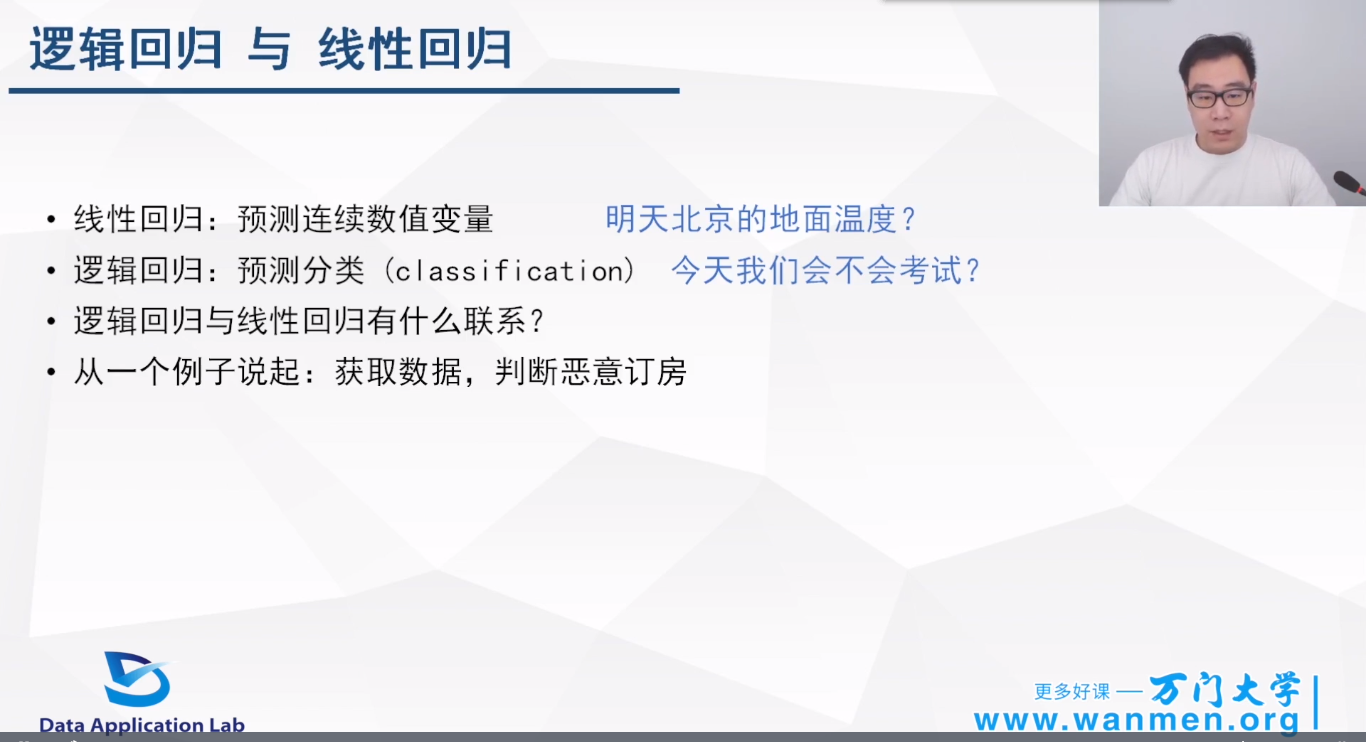 逻辑回归 与 线性回归
• 线性回归：预测连续数值变量 明天北京的地面温度？
• 逻辑回归：预测分类（classification） 今天我们会不会考试？
• 逻辑回归与线性回归有什么联系？
• 从一个例子说起：获取数据，判断恶意订房
Data Application Lab
更多好课 — 万门大学
www.wanmen.org